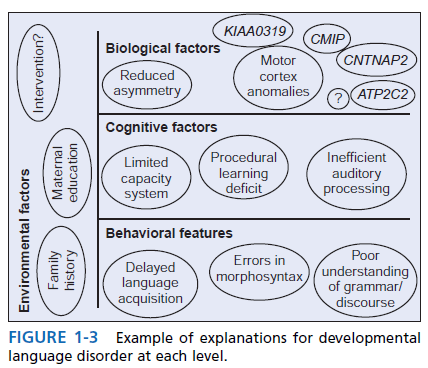 Environmental factors
Intervention?
Maternal
education
Family
history
Biological factors
Reduced
asymmetry
Motor
cortex
anomalies
KIAA0319
CMIP
CNTNAP2
?
ATP2C2
Cognitive factors
Limited
capacity
system
Procedural
learning
deficit
Inefficient
auditory
processing
Behavioral features
Delayed
language
acquisition
Errors in
morphosyntax
Poor
understanding
of grammar/
discourse
FIGURE 1-3 Example of explanations for developmental
language disorder at each level.